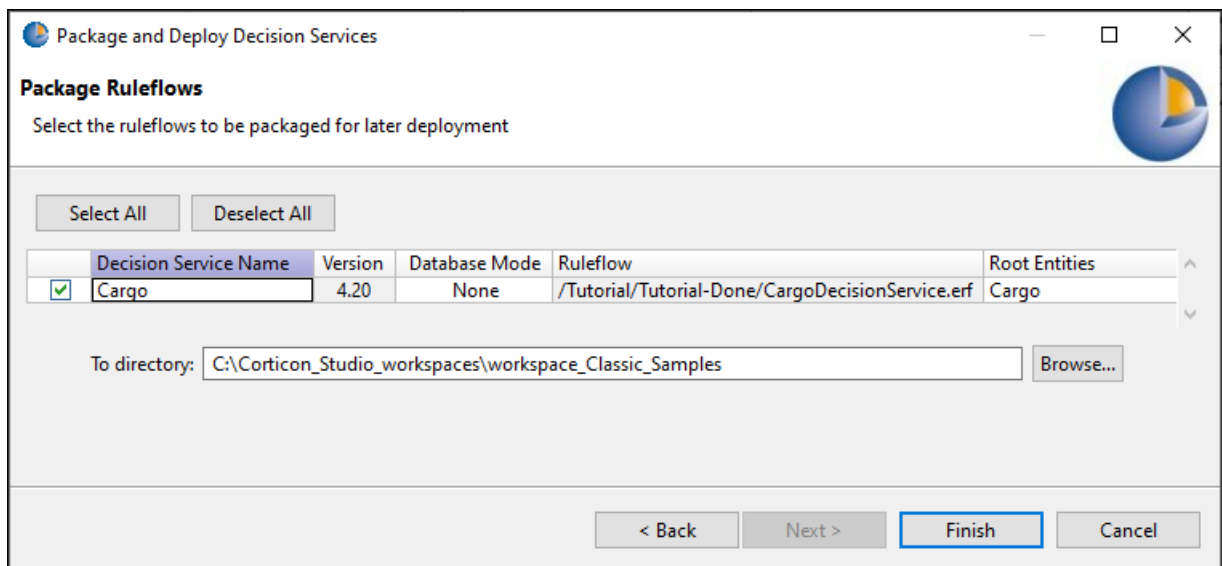 Package and Deploy Decision Services
Package Ruleflows
Select the ruleflows to be packaged for later deployment
Select All Deselect All
Decision Service Name Version Database Mode Ruleflow Root Entities
Cargo 4.20 None /Tutorial/Tutorial-Done/CargoDecisionService.erf Cargo
To directory: C:\Corticon_Studio_workspaces\workspace_Classic_Samples Browse...
< Back Next > Finish Cancel